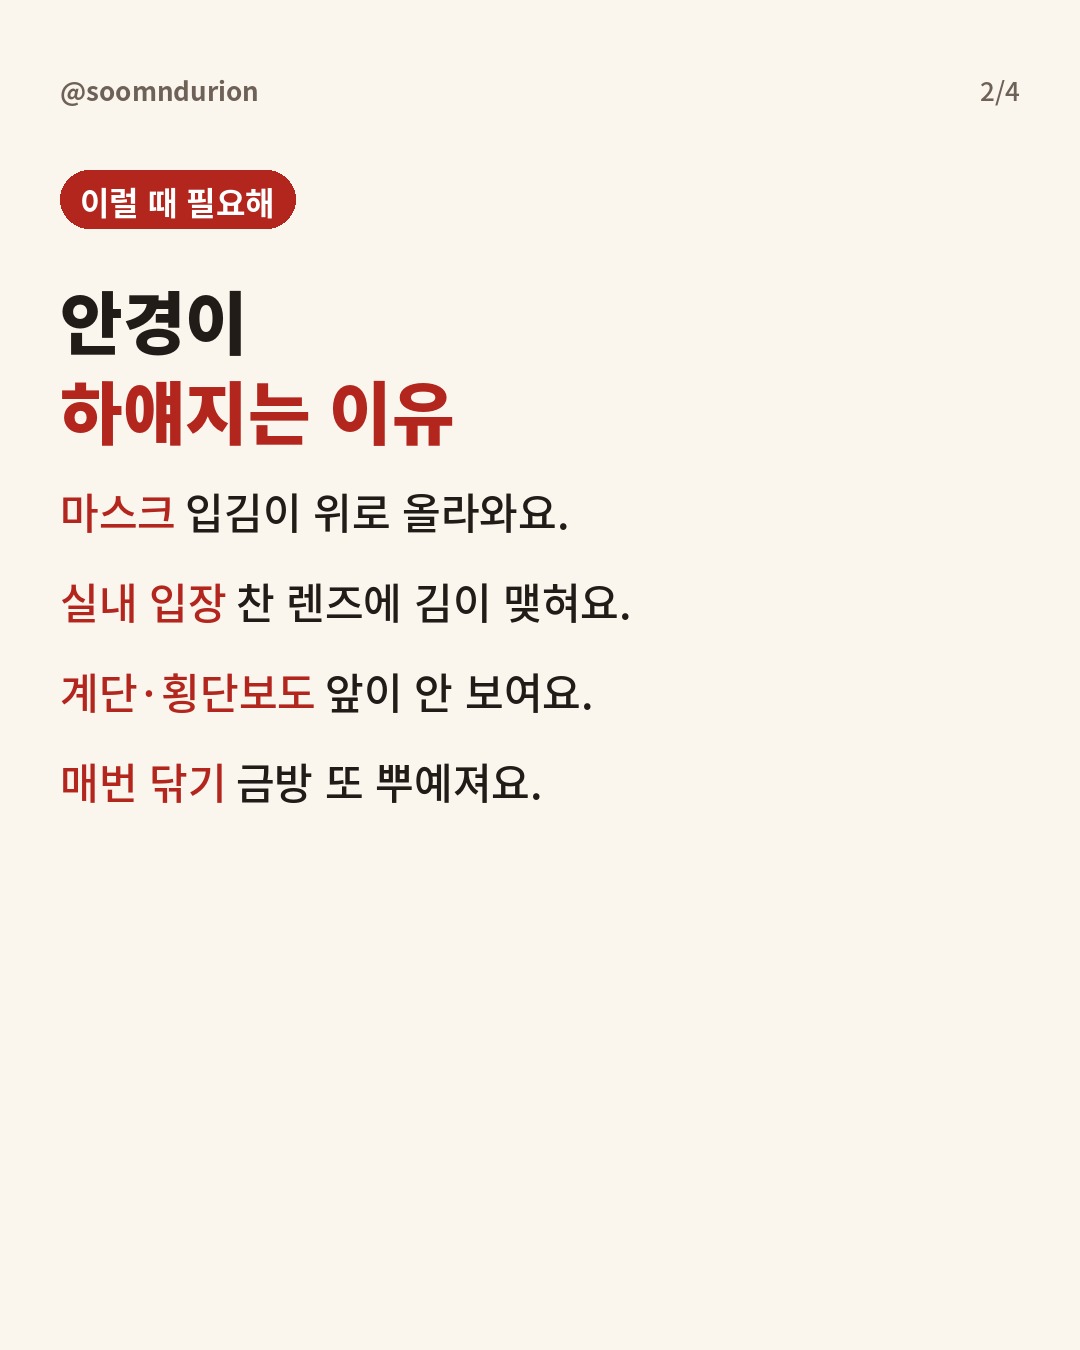 @soomndurion
2/4
이럴 때 필요해
안경이
하얘지는 이유
마스크 입김이 위로 올라와요.
실내 입장 찬 렌즈에 김이 맺혀요.
계단·횡단보도 앞이 안 보여요.
매번 닦기 금방 또 뿌예져요.